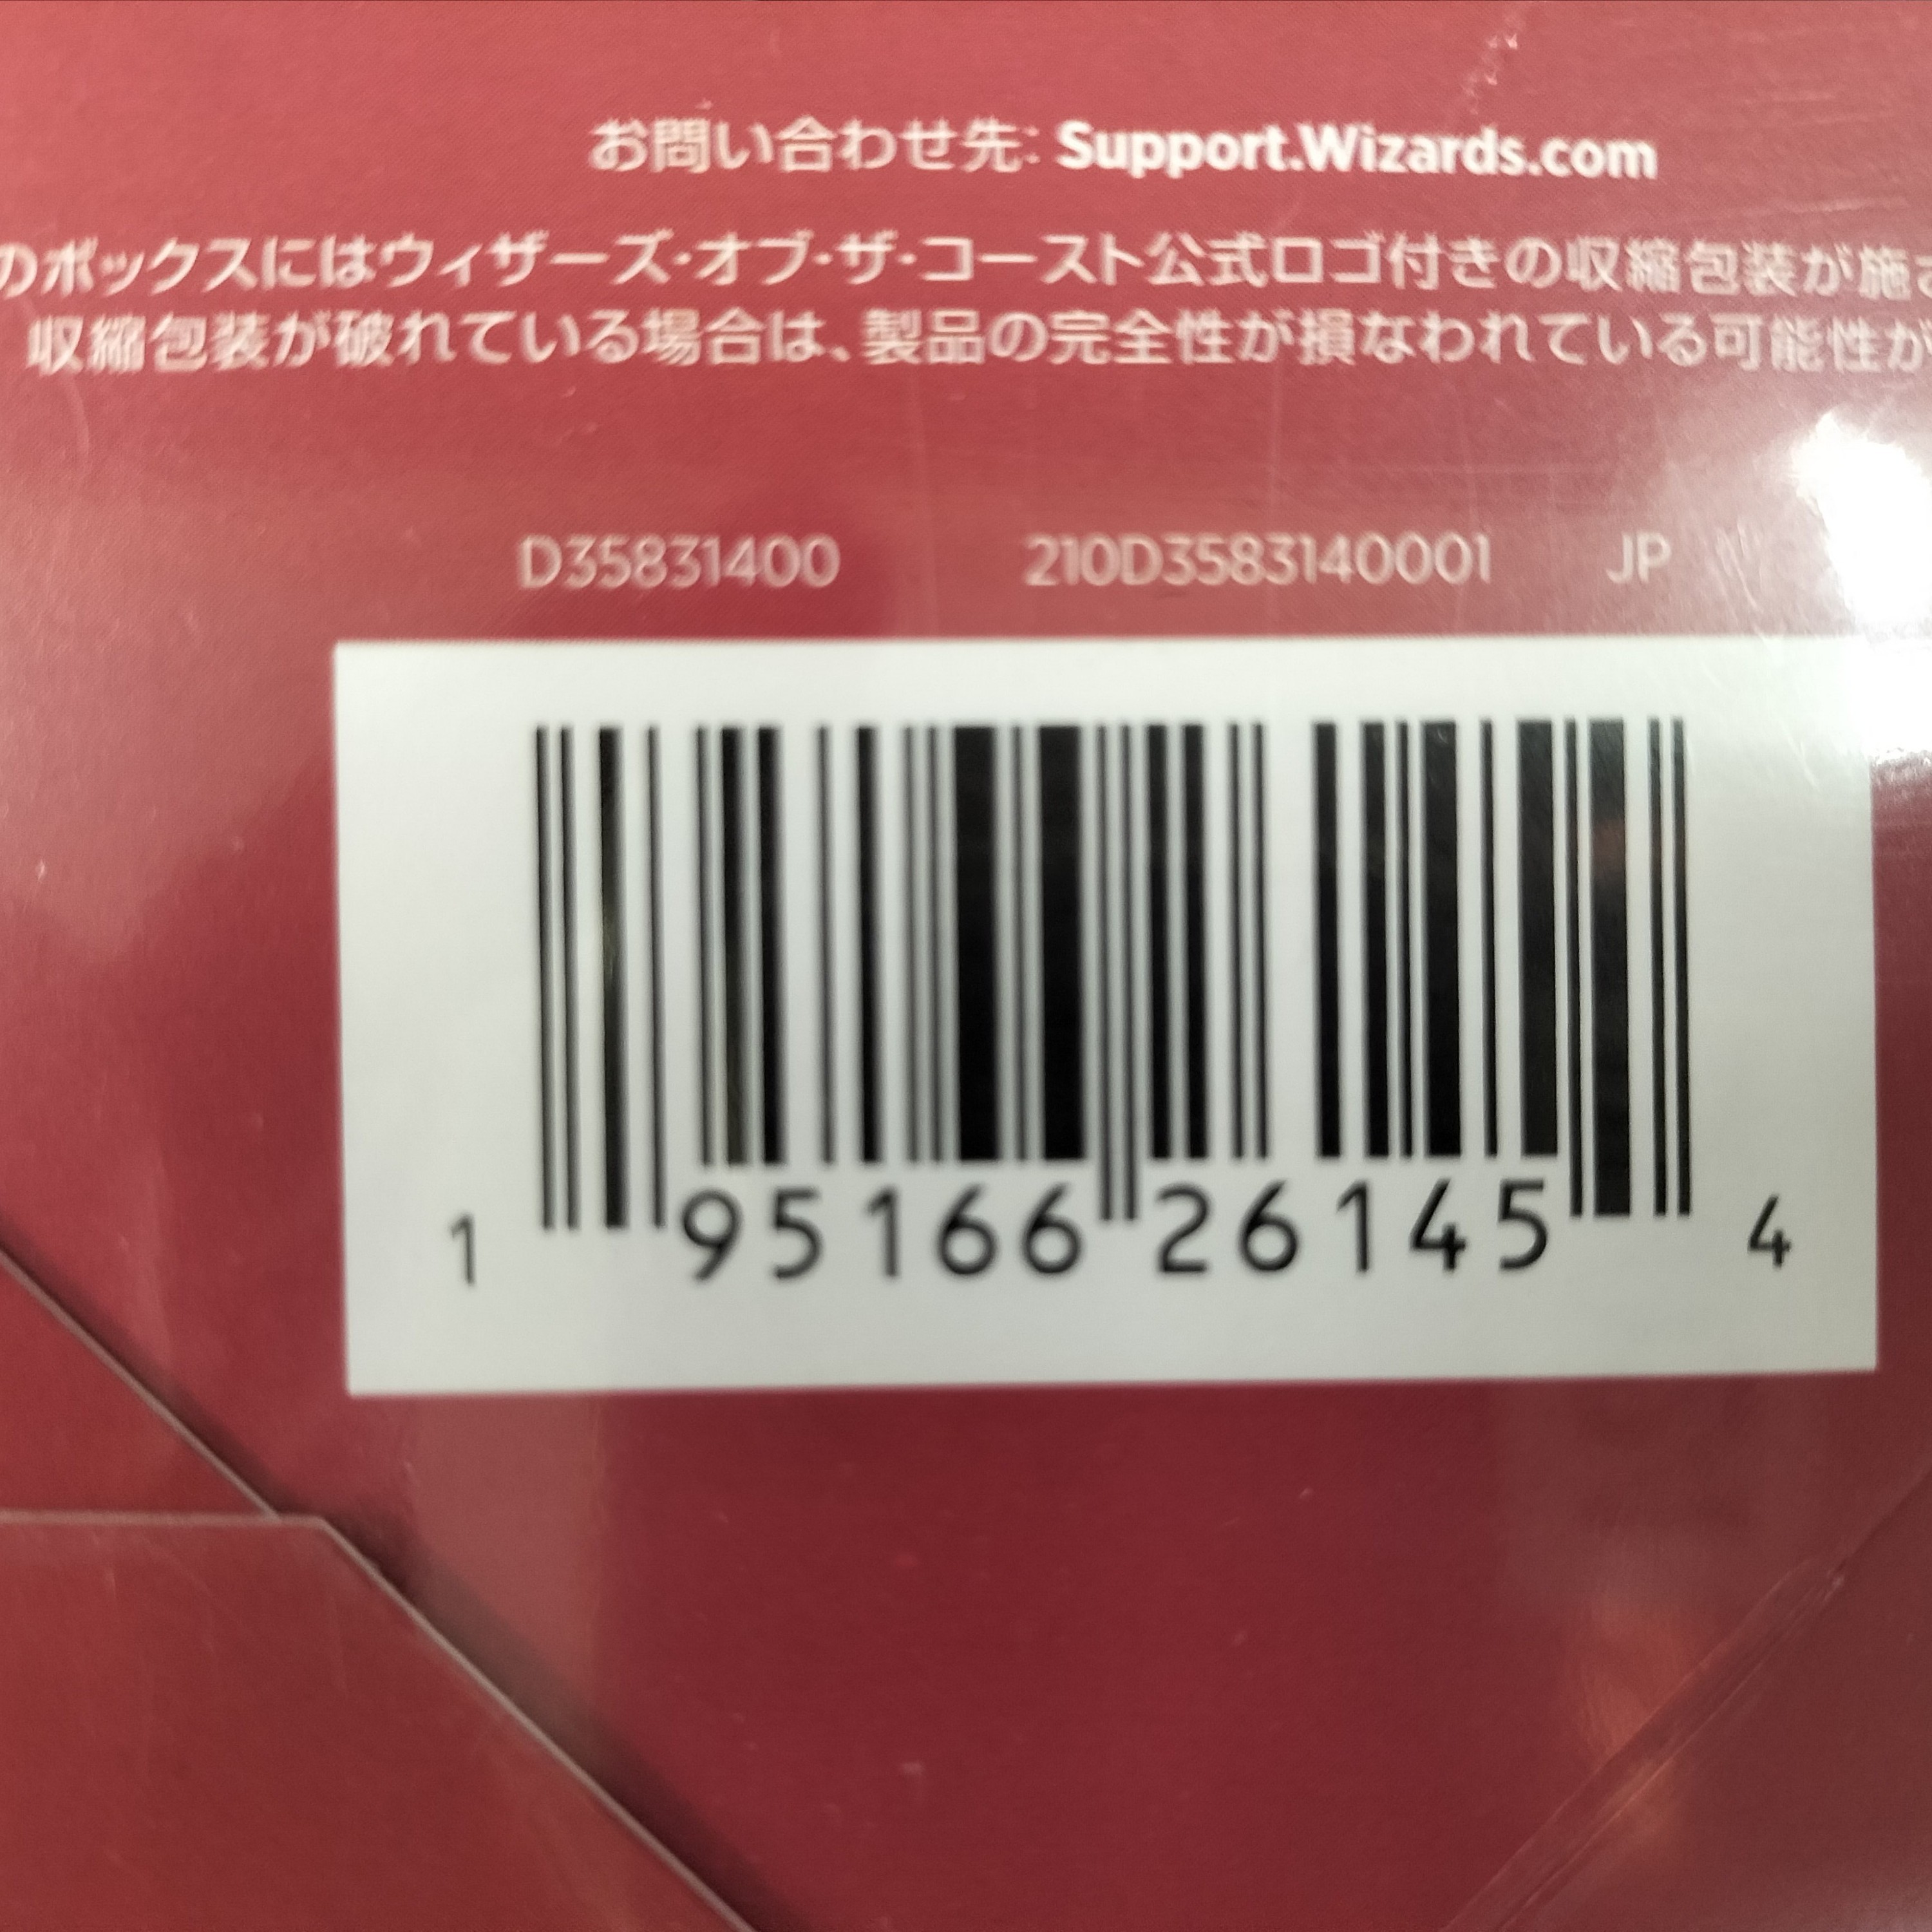 お問い合わせ先: Support.Wizards.com
のボックスにはウィザーズ・オブ・ザ・コースト公式ロゴ付きの収縮包装が施さ
収縮包装が破れている場合は、製品の完全性が損なわれている可能性が
D35831400 210D3583140001 JP
1 95166 26145 4